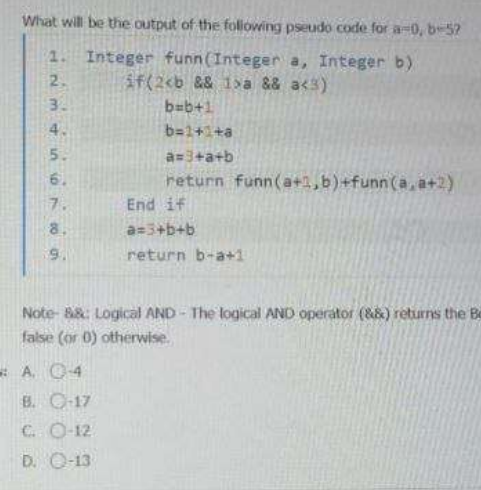 What will be the output of the following pseudo code for a=0, b=5?
1. Integer funn(Integer a, Integer b)
2. if(2<b && 1>a && a<3)
3. b=b+1
4. b=1+1+a
5. a=3+a+b
6. return funn(a+1,b)+funn(a,a+2)
7. End if
8. a=3+b+b
9. return b-a+1
Note- &&: Logical AND - The logical AND operator (&&) returns the
false (or 0) otherwise.
A. -4
B. -17
C. -12
D. -13